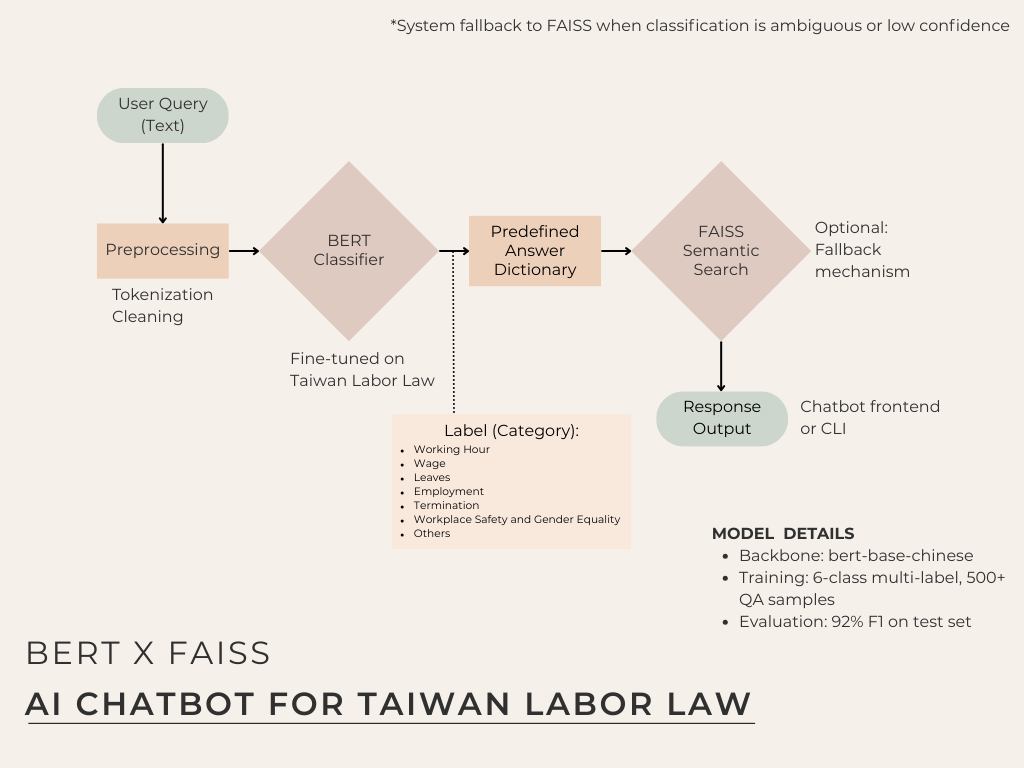 *System fallback to FAISS when classification is ambiguous or low confidence
User Query
(Text)
Preprocessing
Tokenization
Cleaning
BERT
Classifier
Fine-tuned on
Taiwan Labor Law
Predefined
Answer
Dictionary
FAISS
Semantic
Search
Optional:
Fallback
mechanism
Response
Output
Chatbot frontend
or CLI
Label (Category):
• Working Hour
• Wage
• Leaves
• Employment
• Termination
• Workplace Safety and Gender Equality
• Others
MODEL DETAILS
• Backbone: bert-base-chinese
• Training: 6-class multi-label, 500+
QA samples
• Evaluation: 92% F1 on test set
BERT X FAISS
AI CHATBOT FOR TAIWAN LABOR LAW